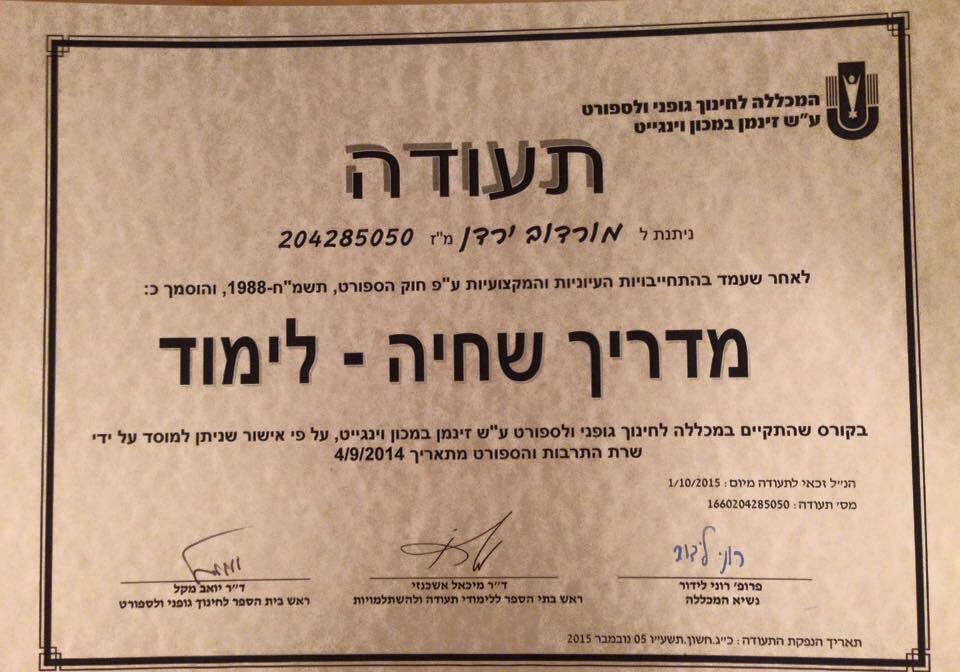 המכללה לחינוך גופני ולספורט
ע"ש זינמן במכון וינגייט
תעודה
ניתנת ל מורדוב ירדן מ"ז 204285050
לאחר שעמד בהתחייבויות העיוניות והמקצועיות ע"פ חוק הספורט, תשמ"ח-1988, והוסמך כ:
מדריך שחיה - לימוד
בקורס שהתקיים במכללה לחינוך גופני ולספורט ע"ש זינמן במכון וינגייט, על פי אישור שניתן למוסד על ידי
שרת התרבות והספורט מתאריך 4/9/2014
הנ"ל זכאי לתעודה מיום: 1/10/2015
מס' תעודה: 1660204285050
רוני לידור
פרופ' רוני לידור
נשיא המכללה
ד"ר מיכאל אשכנזי
ראש בתי הספר ללימודי תעודה ולהשתלמויות
ד"ר יואב מקל
ראש בית הספר לחינוך גופני ולספורט
תאריך הנפקת התעודה: כ"ג.חשון.תשע"ו 05 נובמבר 2015